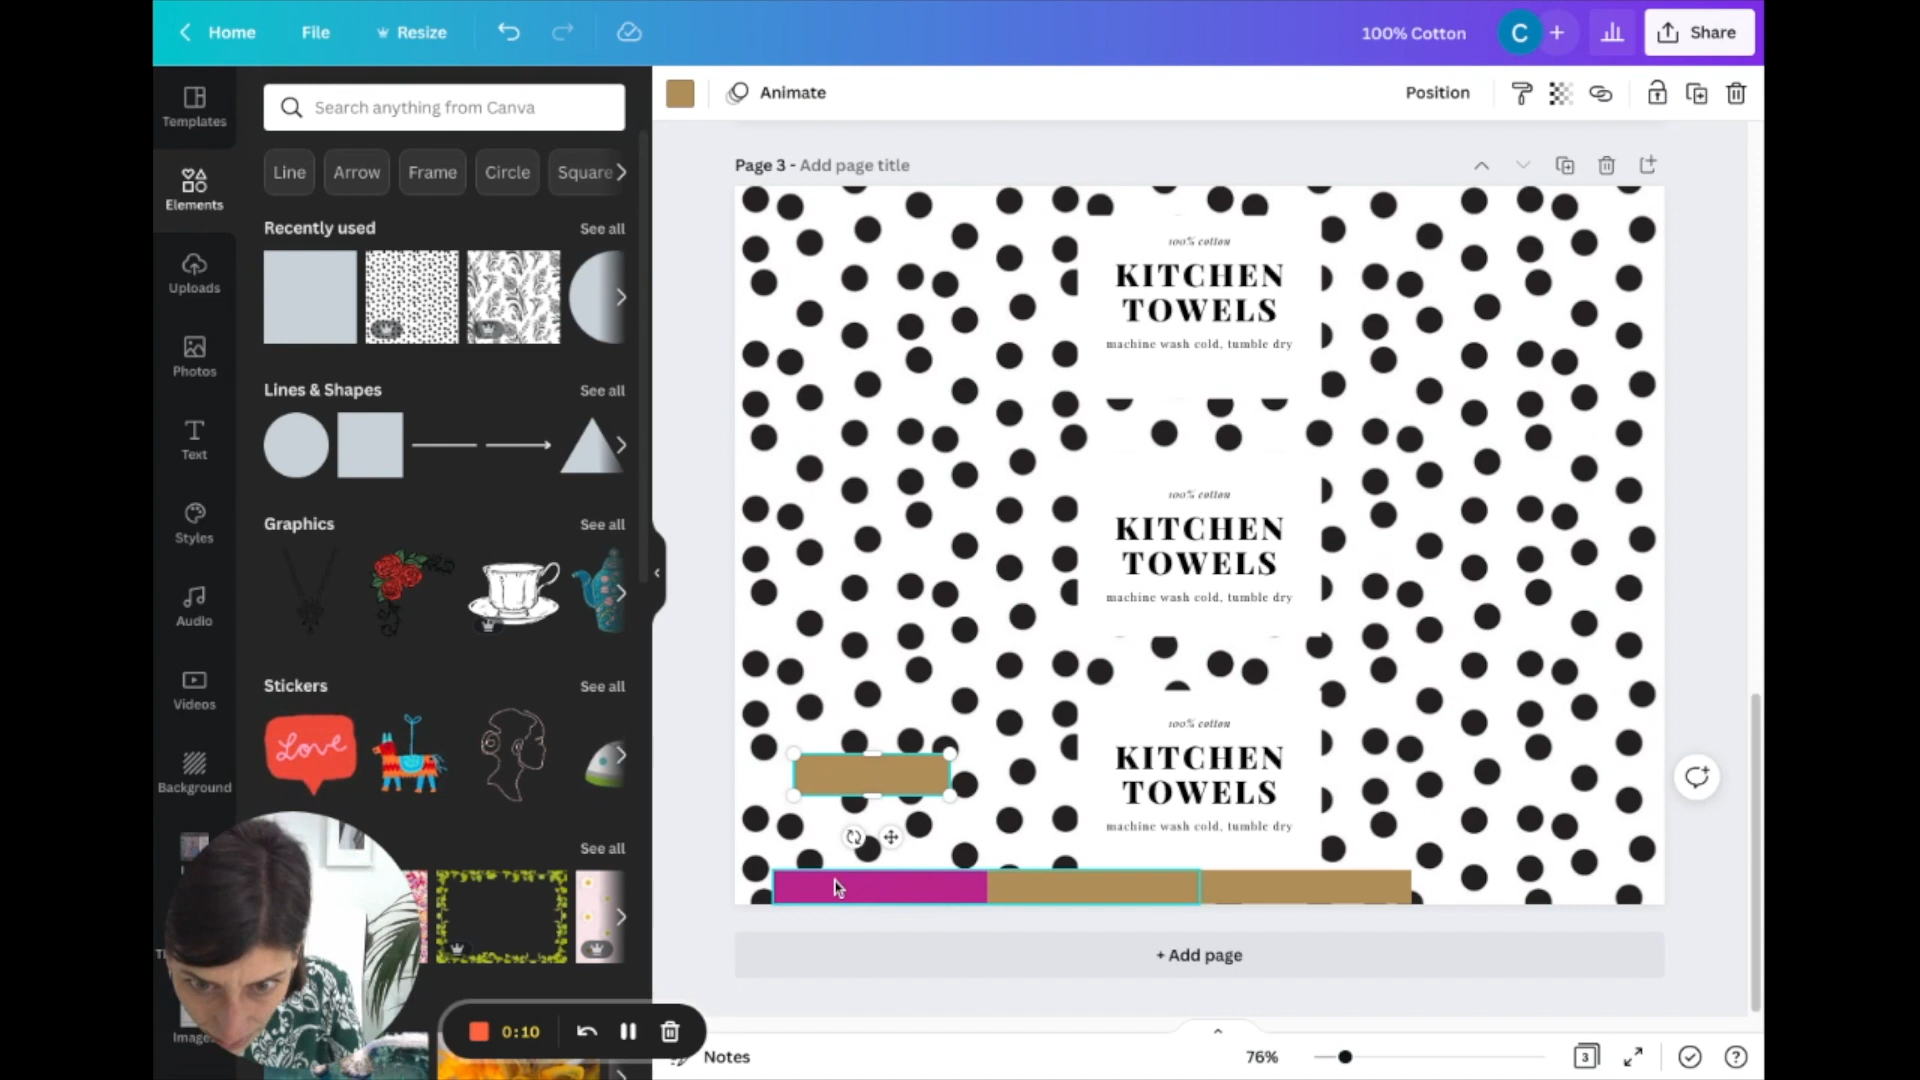 Home
File
Resize
100% Cotton
C
Share
Templates
Elements
Uploads
Photos
Text
Styles
Audio
Videos
Background
Search anything from Canva
Line
Arrow
Frame
Circle
Square
Recently used
See all
Lines & Shapes
See all
Graphics
See all
Stickers
See all
Love
See all
Animate
Position
Page 3 - Add page title
100% cotton
KITCHEN
TOWELS
machine wash cold, tumble dry
100% cotton
KITCHEN
TOWELS
machine wash cold, tumble dry
100% cotton
KITCHEN
TOWELS
machine wash cold, tumble dry
+ Add page
0:10
Notes
76%
3